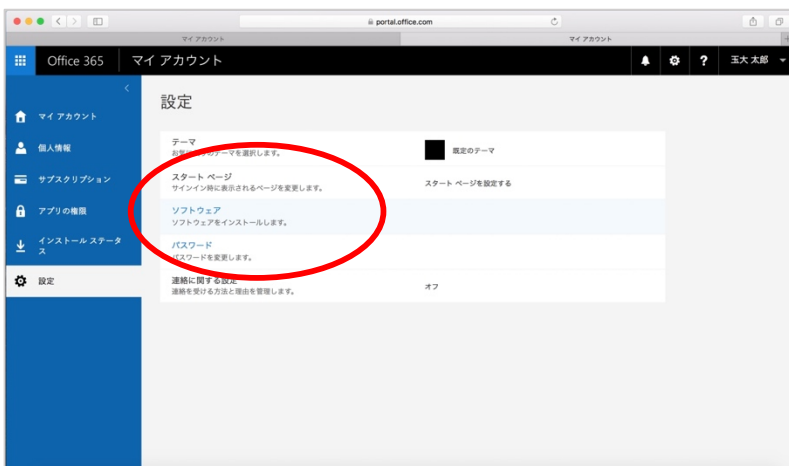 portal.office.com
マイ アカウント
マイ アカウント
Office 365
マイ アカウント
?
玉大 太郎
設定
マイ アカウント
個人情報
サブスクリプション
アプリの権限
インストール ステータ
ス
設定
テーマ
のテーマを選択します。
既定のテーマ
スタート ページ
サインイン時に表示されるページを変更します。
スタート ページを設定する
ソフトウェア
ソフトウェアをインストールします。
パスワード
パスワードを変更します。
連絡に関する設定
連絡を受ける方法と理由を管理します。
オフ